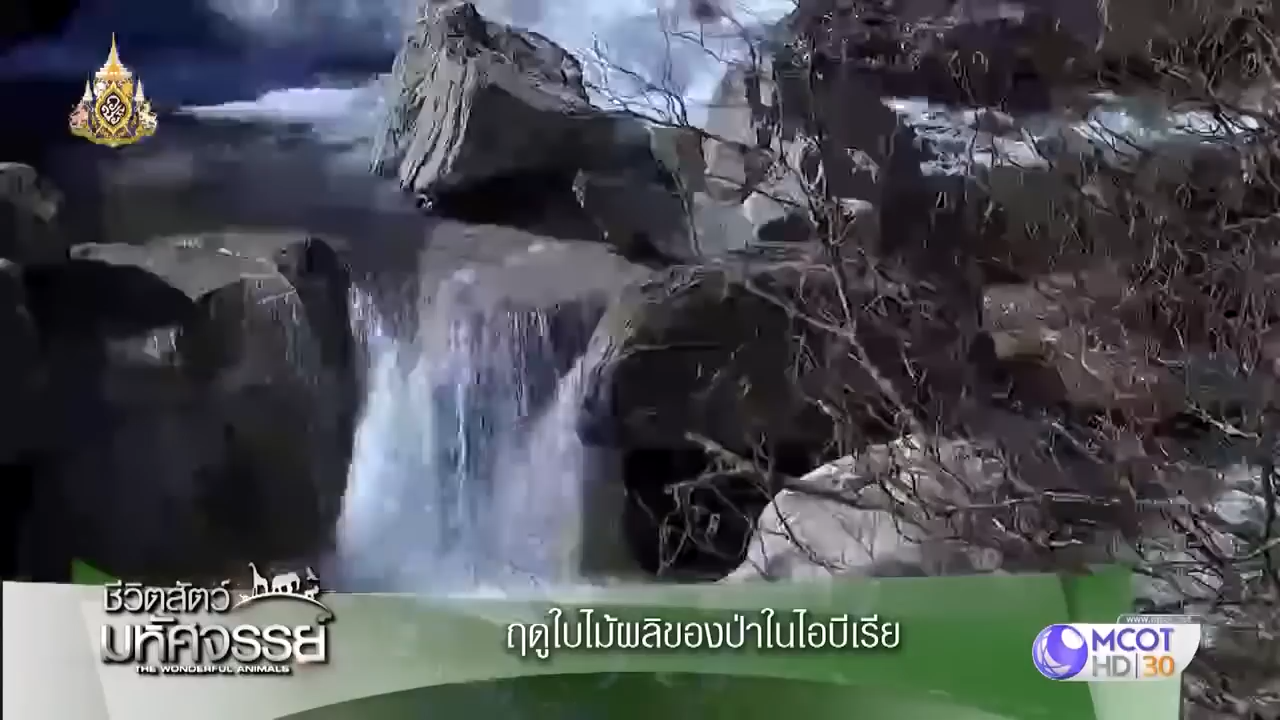 ชีวิตสัตว์
มหัศจรรย์
THE WONDERFUL ANIMALS
ฤดูใบไม้ผลิของป่าในไอบีเรีย
MCOT
HD|30